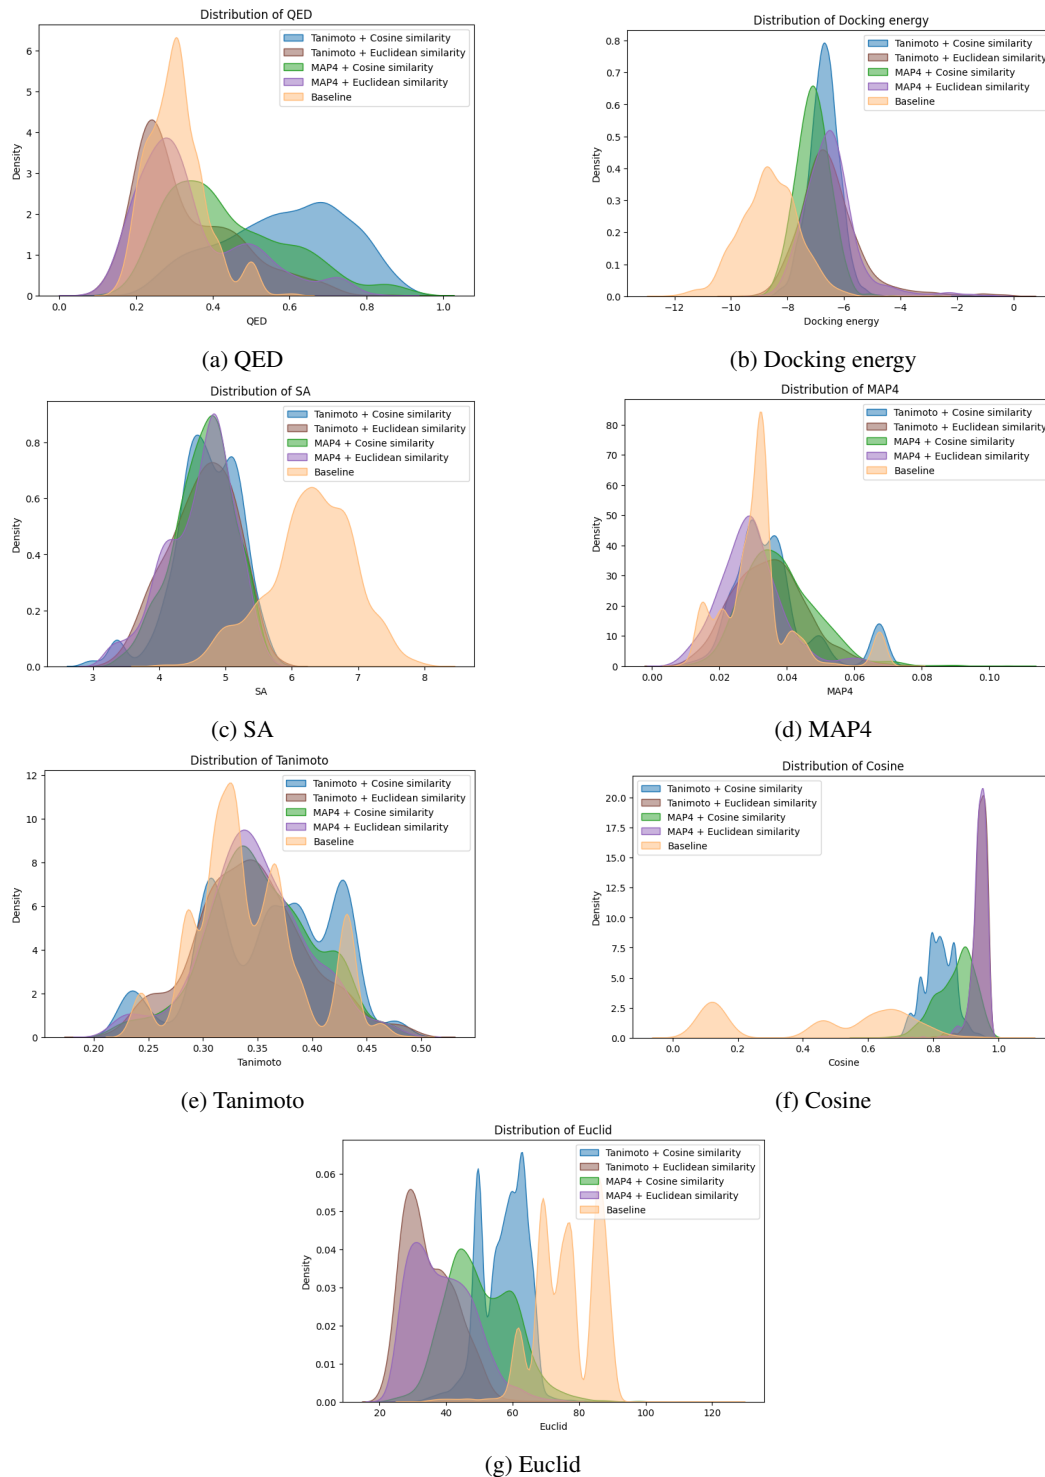 Distribution of QED
Tanimoto + Cosine similarity
Tanimoto + Euclidean similarity
MAP4 + Cosine similarity
MAP4 + Euclidean similarity
Baseline
Density
0
1
2
3
4
5
6
0.0 0.2 0.4 0.6 0.8 1.0
QED
(a) QED
Distribution of Docking energy
Tanimoto + Cosine similarity
Tanimoto + Euclidean similarity
MAP4 + Cosine similarity
MAP4 + Euclidean similarity
Baseline
Density
0.0
0.1
0.2
0.3
0.4
0.5
0.6
0.7
0.8
−12 −10 −8 −6 −4 −2 0
Docking energy
(b) Docking energy
Distribution of SA
Tanimoto + Cosine similarity
Tanimoto + Euclidean similarity
MAP4 + Cosine similarity
MAP4 + Euclidean similarity
Baseline
Density
0.0
0.2
0.4
0.6
0.8
3 4 5 6 7 8
SA
(c) SA
Distribution of MAP4
Tanimoto + Cosine similarity
Tanimoto + Euclidean similarity
MAP4 + Cosine similarity
MAP4 + Euclidean similarity
Baseline
Density
0
10
20
30
40
50
60
70
80
0.00 0.02 0.04 0.06 0.08 0.10
MAP4
(d) MAP4
Distribution of Tanimoto
Tanimoto + Cosine similarity
Tanimoto + Euclidean similarity
MAP4 + Cosine similarity
MAP4 + Euclidean similarity
Baseline
Density
0
2
4
6
8
10
12
0.20 0.25 0.30 0.35 0.40 0.45 0.50
Tanimoto
(e) Tanimoto
Distribution of Cosine
Tanimoto + Cosine similarity
Tanimoto + Euclidean similarity
MAP4 + Cosine similarity
MAP4 + Euclidean similarity
Baseline
Density
0.0
2.5
5.0
7.5
10.0
12.5
15.0
17.5
20.0
0.0 0.2 0.4 0.6 0.8 1.0
Cosine
(f) Cosine
Distribution of Euclid
Tanimoto + Cosine similarity
Tanimoto + Euclidean similarity
MAP4 + Cosine similarity
MAP4 + Euclidean similarity
Baseline
Density
0.00
0.01
0.02
0.03
0.04
0.05
0.06
20 40 60 80 100 120
Euclid
(g) Euclid